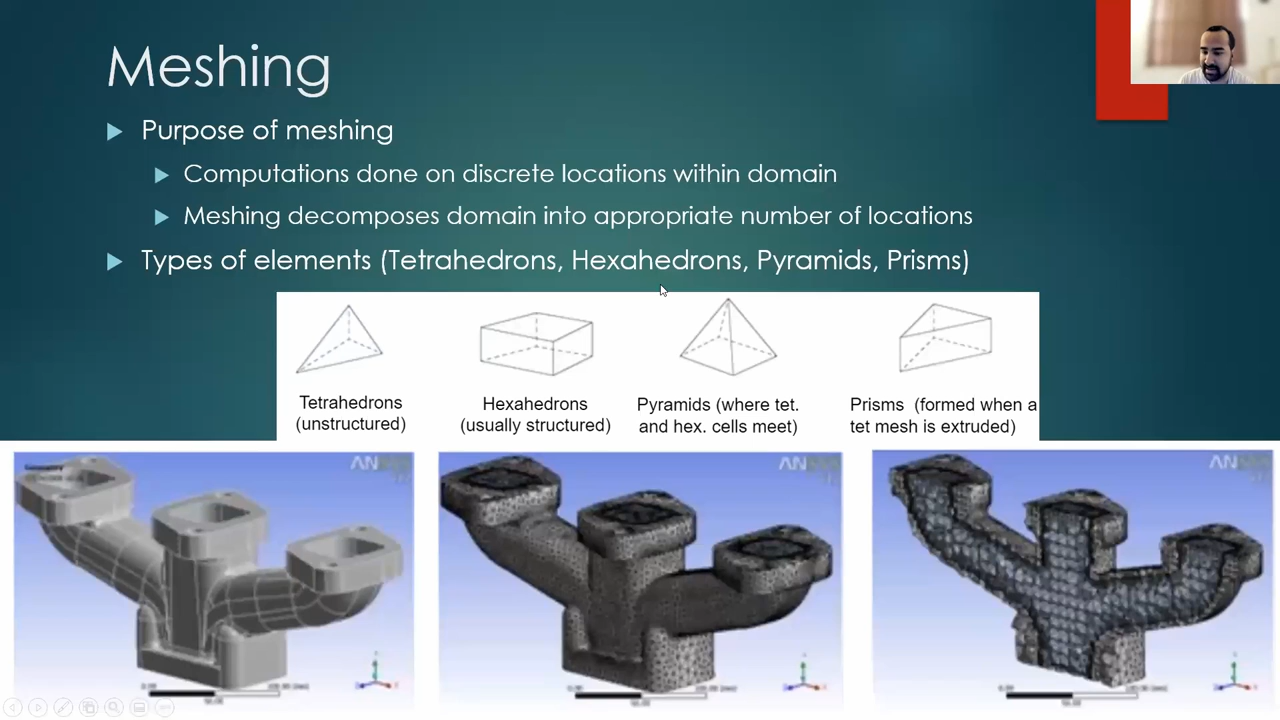 Meshing
Purpose of meshing
Computations done on discrete locations within domain
Meshing decomposes domain into appropriate number of locations
Types of elements (Tetrahedrons, Hexahedrons, Pyramids, Prisms)
Tetrahedrons
(unstructured)
Hexahedrons
(usually structured)
Pyramids (where tet.
and hex. cells meet)
Prisms (formed when a
tet mesh is extruded)